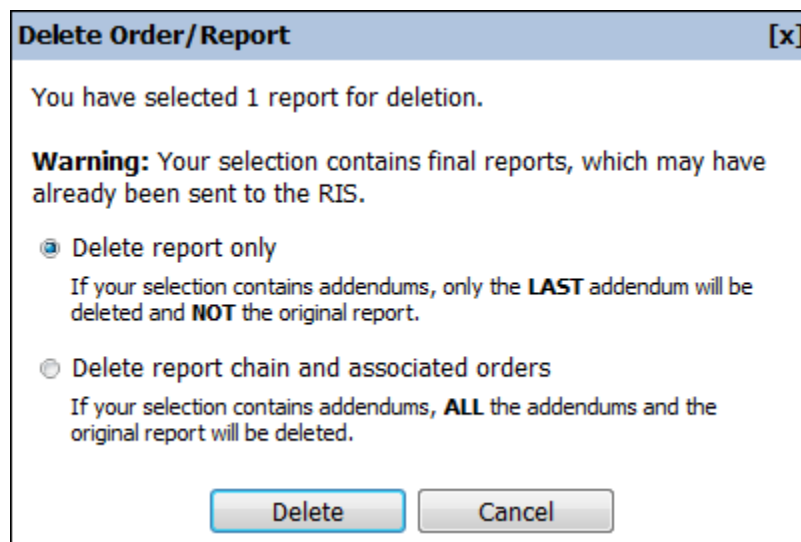 Delete Order/Report [x]
You have selected 1 report for deletion.
Warning: Your selection contains final reports, which may have
already been sent to the RIS.
Delete report only
If your selection contains addendums, only the LAST addendum will be
deleted and NOT the original report.
Delete report chain and associated orders
If your selection contains addendums, ALL the addendums and the
original report will be deleted.
Delete Cancel